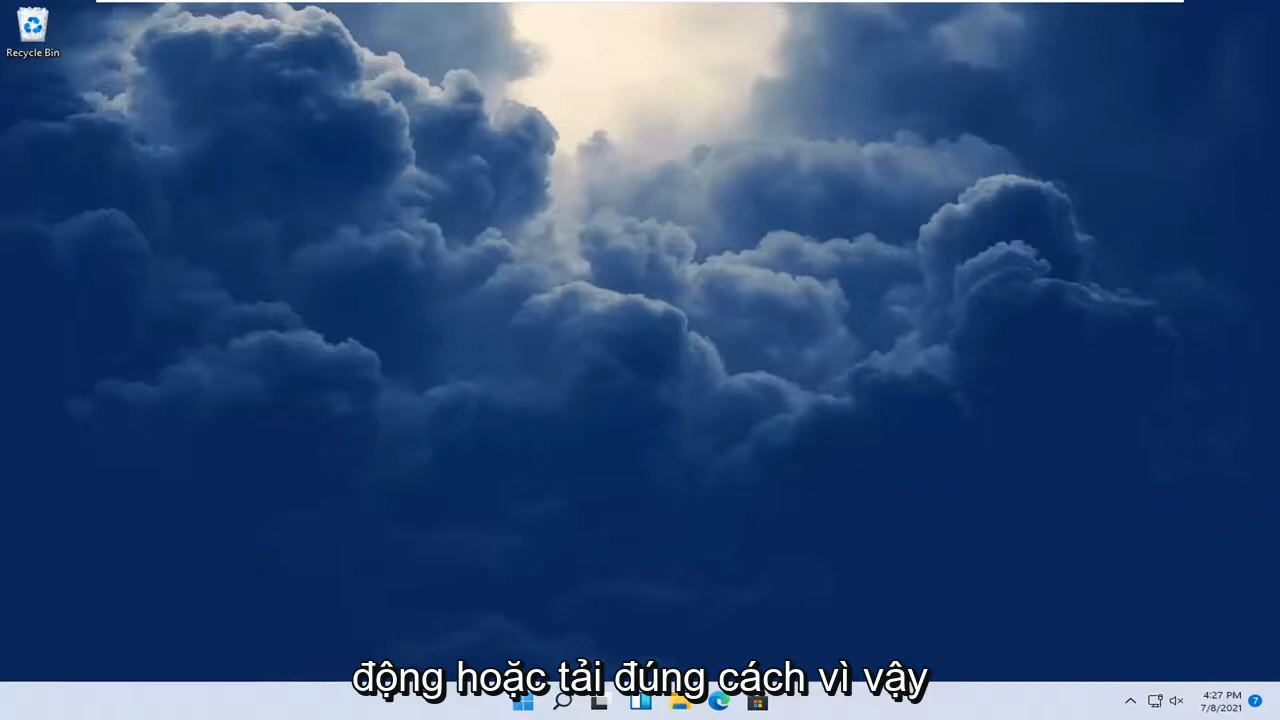 Recycle Bin
động hoặc tải đúng cách vì vậy
4:27 PM
7/8/2021
7